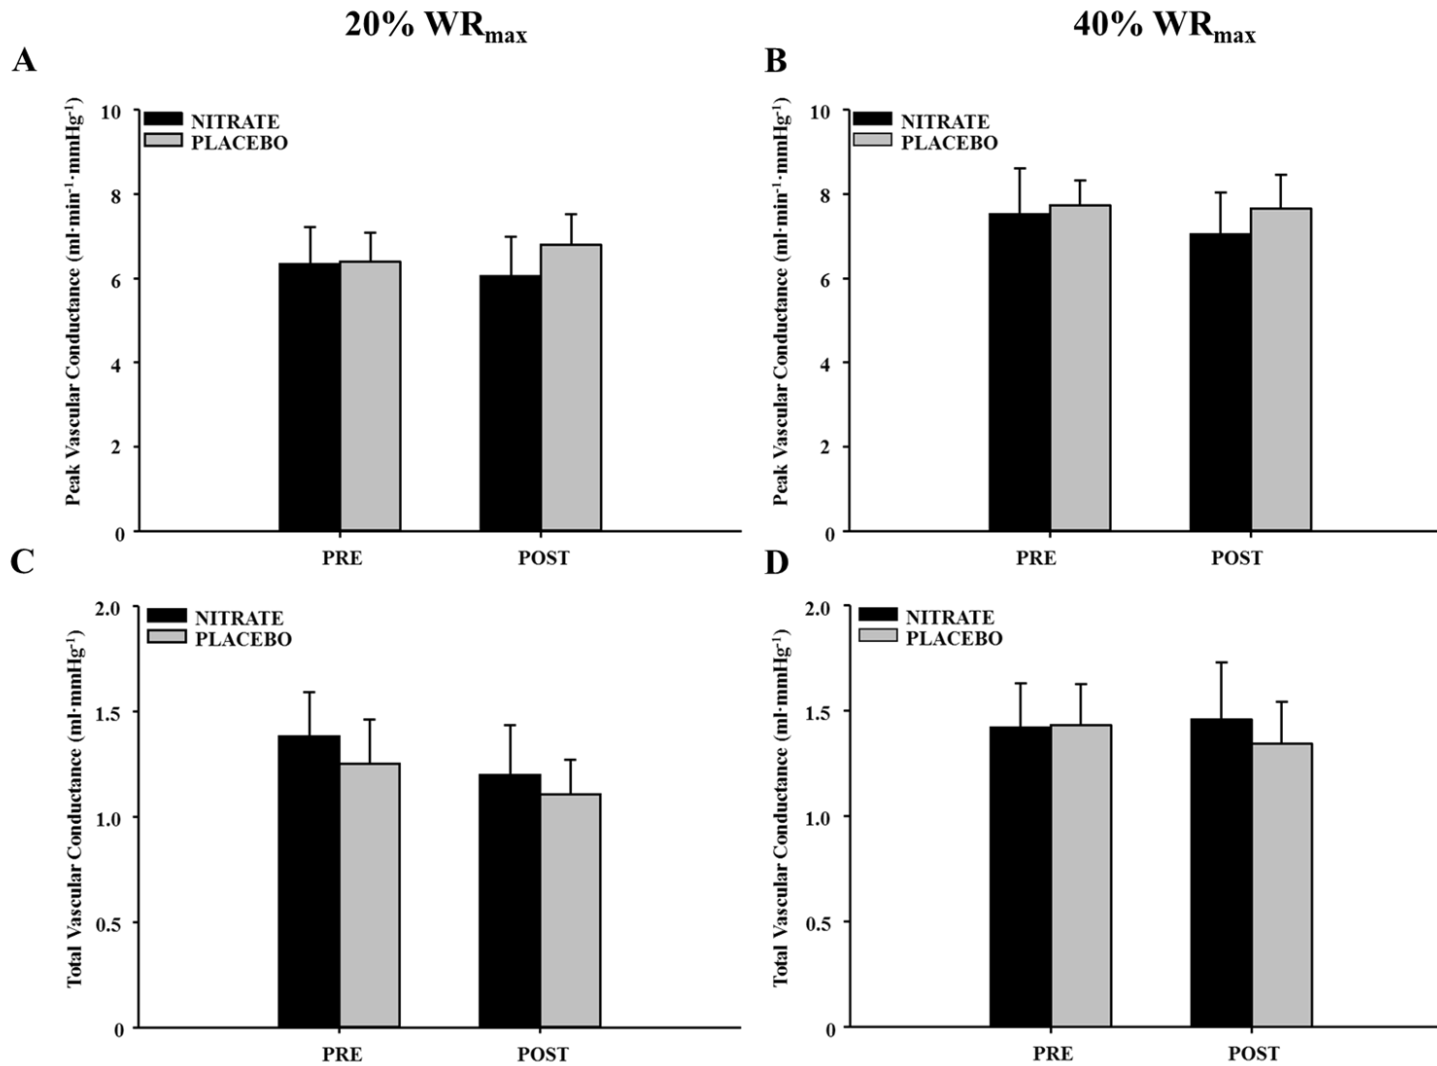 20% WRmax
40% WRmax
A
B
Peak Vascular Conductance (ml·min-1·mmHg-1)
10
8
6
4
2
0
NITRATE
PLACEBO
PRE
POST
Peak Vascular Conductance (ml·min-1·mmHg-1)
10
8
6
4
2
0
NITRATE
PLACEBO
PRE
POST
C
D
Total Vascular Conductance (ml·mmHg-1)
2.0
1.5
1.0
0.5
0
NITRATE
PLACEBO
PRE
POST
Total Vascular Conductance (ml·mmHg-1)
2.0
1.5
1.0
0.5
0
NITRATE
PLACEBO
PRE
POST